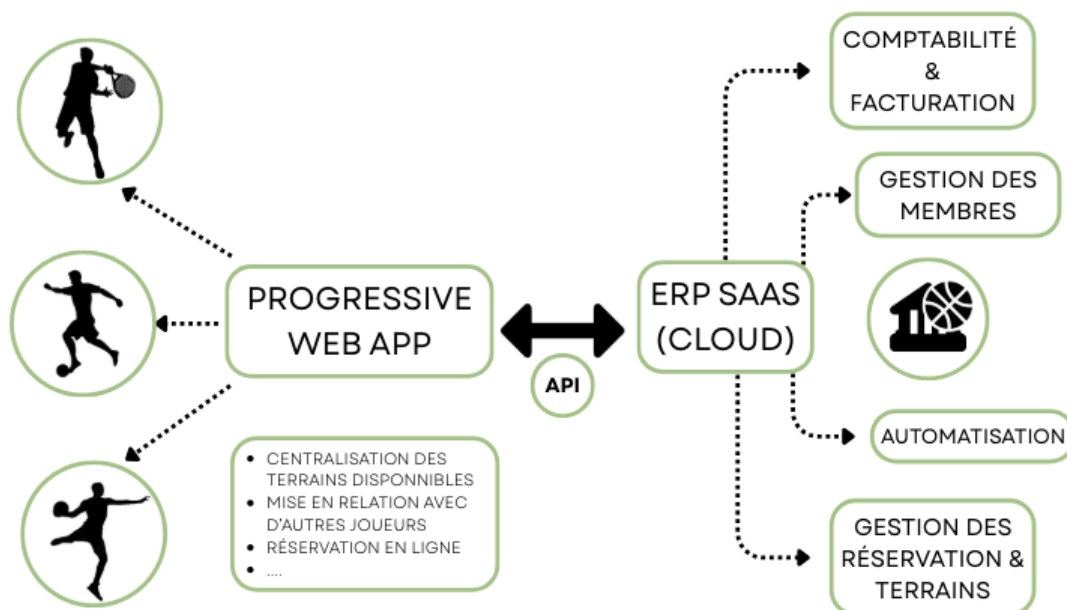 PROGRESSIVE
WEB APP
• CENTRALISATION DES
TERRAINS DISPONNIBLES
• MISE EN RELATION AVEC
D'AUTRES JOUEURS
• RÉSERVATION EN LIGNE
• ....
API
ERP SAAS
(CLOUD)
COMPTABILITÉ
&
FACTURATION
GESTION DES
MEMBRES
AUTOMATISATION
GESTION DES
RÉSERVATION &
TERRAINS